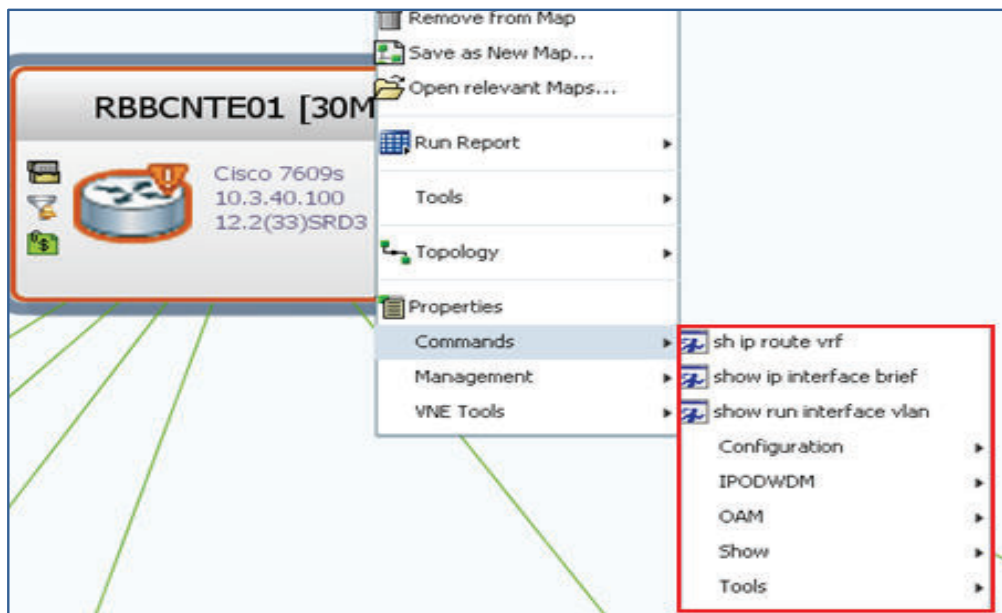 Remove from Map
Save as New Map...
Open relevant Maps...
RBBCNTE01 [30M
Run Report
Cisco 7609s
10.3.40.100
12.2(33)SRD3
Tools
Topology
Properties
Commands
Management
VNE Tools
sh ip route vrf
show ip interface brief
show run interface vlan
Configuration
IPODWDM
OAM
Show
Tools